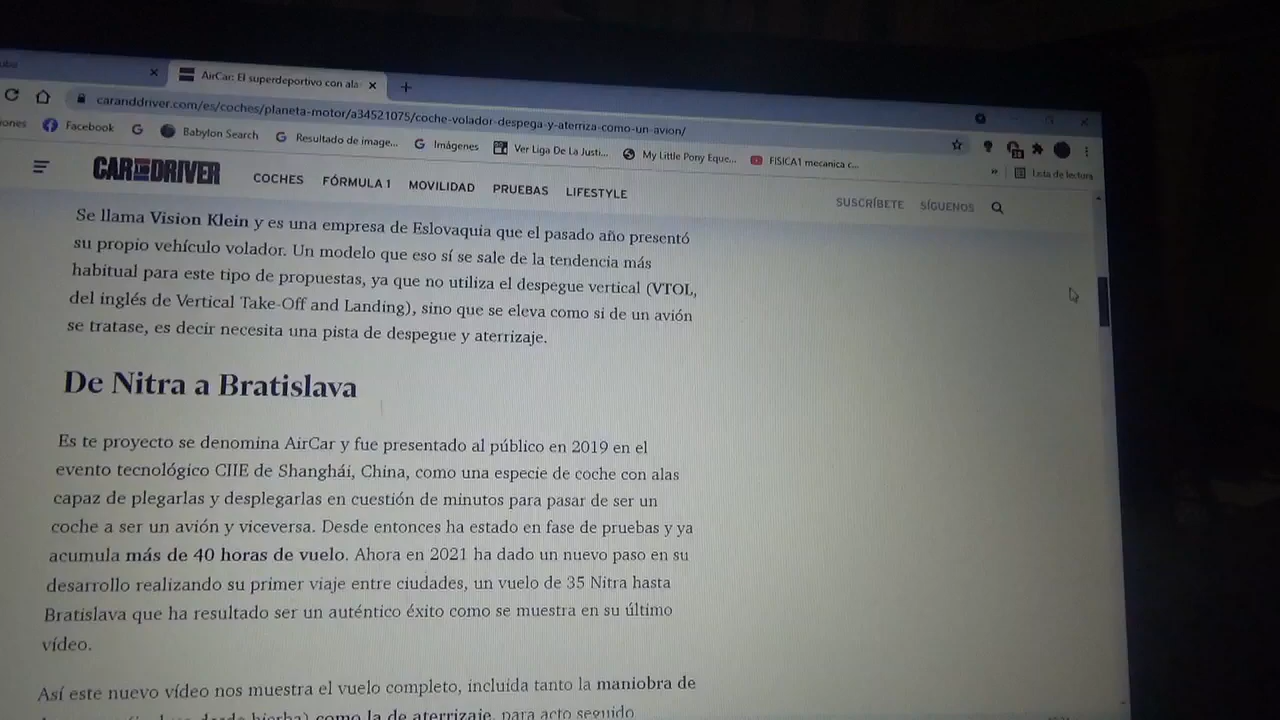 AirCar: El superdeportivo con ala
caranddriver.com/es/coches/planeta-motor/a34521075/coche-volador-despega-y-aterriza-como-un-avion/
iones Facebook Babylon Search Resultado de image... Imágenes Ver Liga De La Justi... My Little Pony Eque... FISICA1 mecanica c... » Lista de lectura
CAR AND DRIVER COCHES FÓRMULA 1 MOVILIDAD PRUEBAS LIFESTYLE SUSCRÍBETE SÍGUENOS
Se llama Vision Klein y es una empresa de Eslovaquia que el pasado año presentó
su propio vehículo volador. Un modelo que eso sí se sale de la tendencia más
habitual para este tipo de propuestas, ya que no utiliza el despegue vertical (VTOL,
del inglés de Vertical Take-Off and Landing), sino que se eleva como si de un avión
se tratase, es decir necesita una pista de despegue y aterrizaje.
De Nitra a Bratislava
Es te proyecto se denomina AirCar y fue presentado al público en 2019 en el
evento tecnológico CIIE de Shanghái, China, como una especie de coche con alas
capaz de plegarlas y desplegarlas en cuestión de minutos para pasar de ser un
coche a ser un avión y viceversa. Desde entonces ha estado en fase de pruebas y ya
acumula más de 40 horas de vuelo. Ahora en 2021 ha dado un nuevo paso en su
desarrollo realizando su primer viaje entre ciudades, un vuelo de 35 Nitra hasta
Bratislava que ha resultado ser un auténtico éxito como se muestra en su último
vídeo.
Así este nuevo vídeo nos muestra el vuelo completo, incluida tanto la maniobra de
como la de aterrizaje, para acto seguido